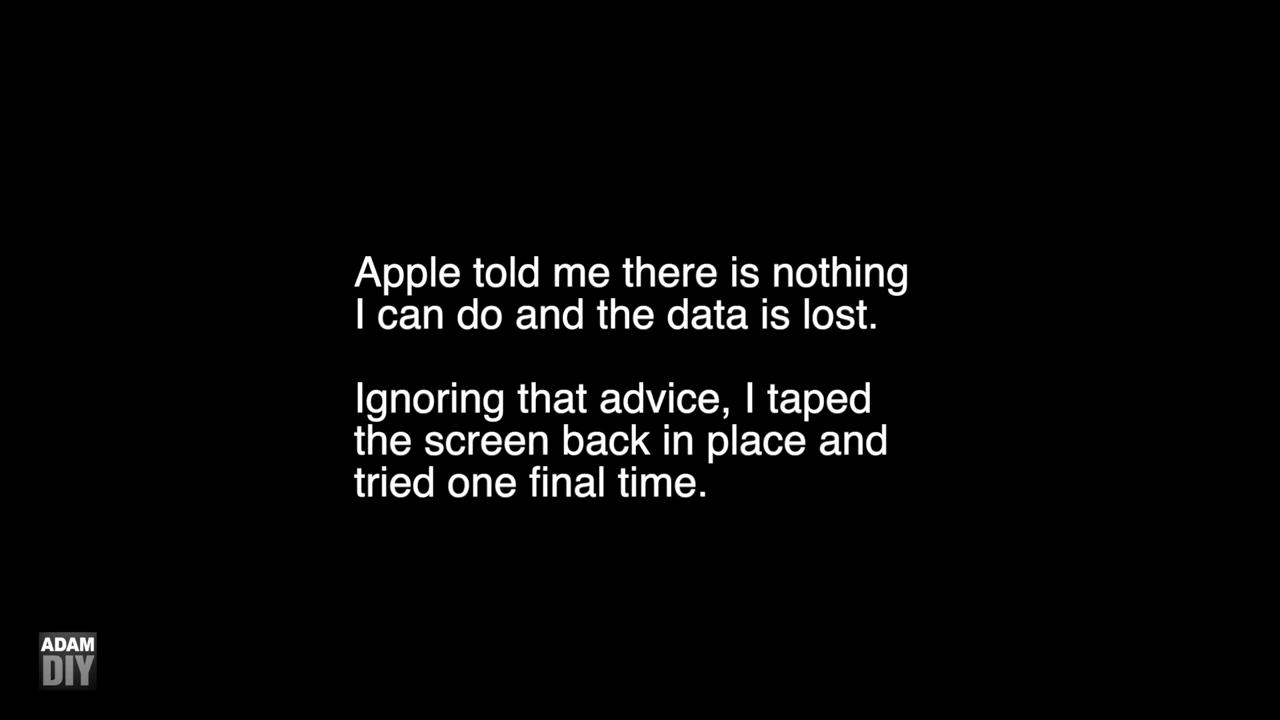 Apple told me there is nothing
I can do and the data is lost.
Ignoring that advice, I taped
the screen back in place and
tried one final time.
ADAM
DIY